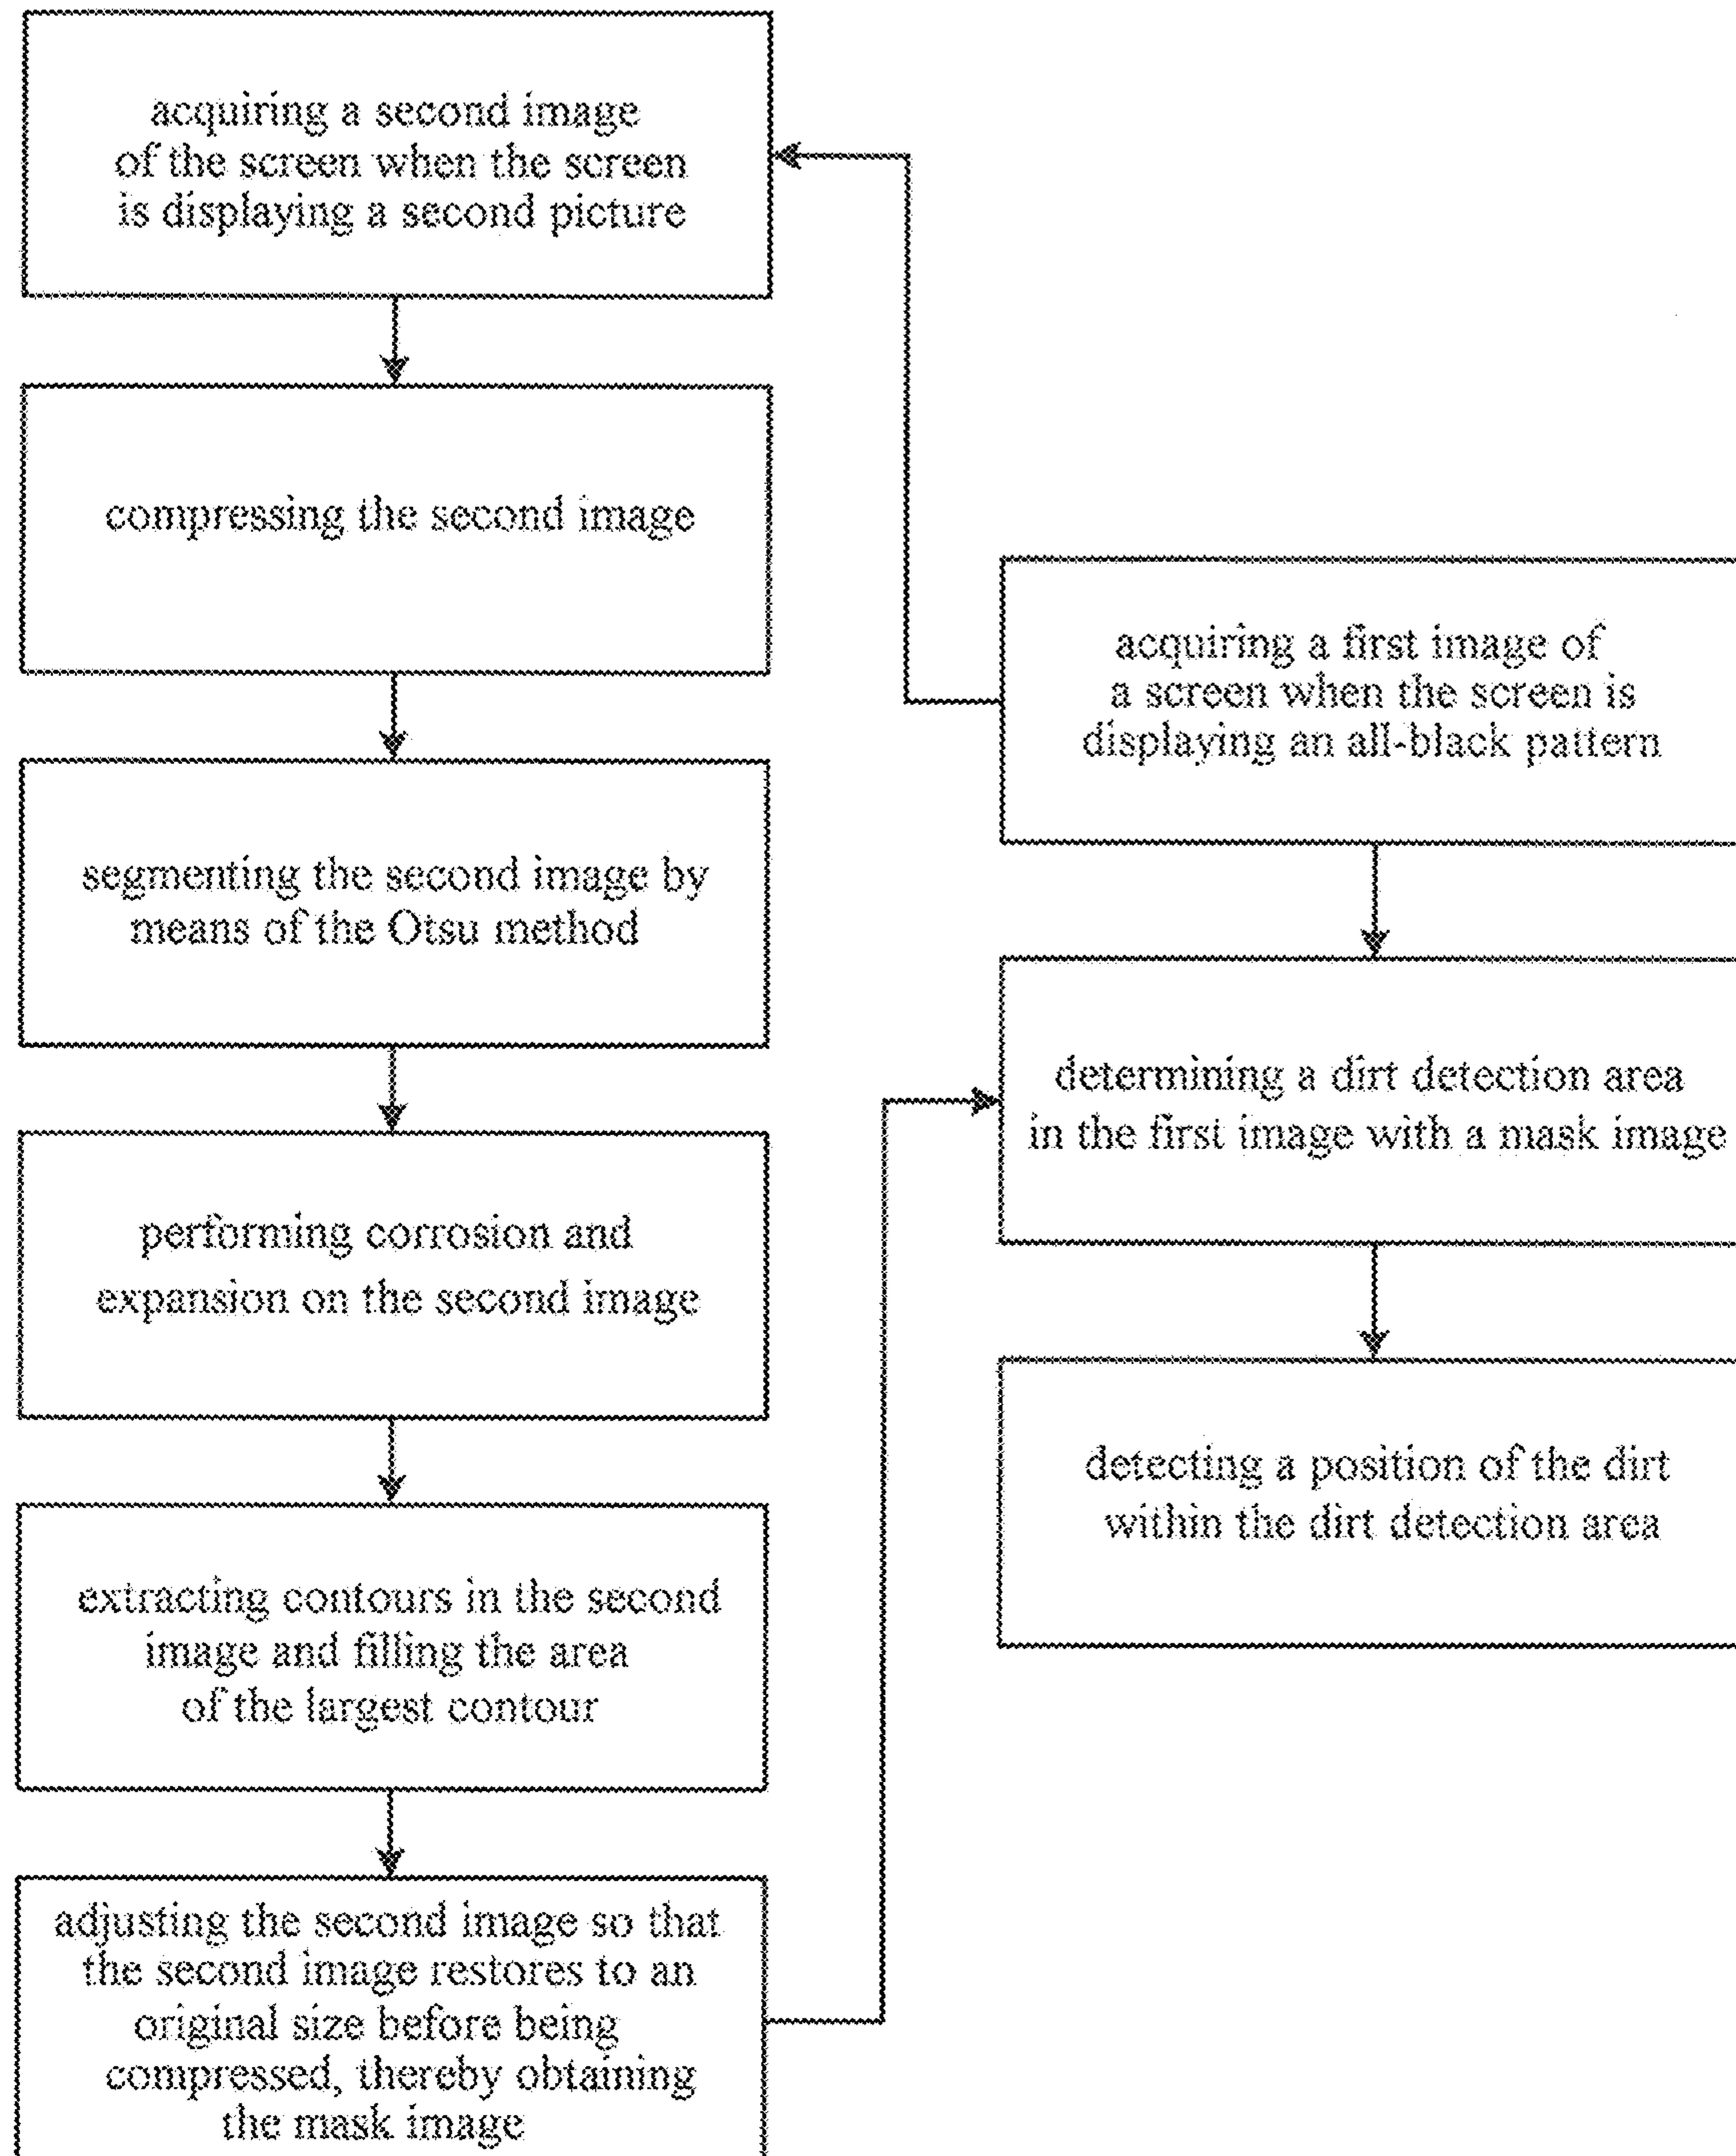 acquiring a second image
of the screen when the screen
is displaying a second picture
compressing the second image
segmenting the second image by
means of the Otsu method
performing corrosion and
expansion on the second image
extracting contours in the second
image and filling the area
of the largest contour
adjusting the second image so that
the second image restores to an
original size before being
compressed, thereby obtaining
the mask image
acquiring a first image of
a screen when the screen is
displaying an all-black pattern
determining a dirt detection area
in the first image with a mask image
detecting a position of the dirt
within the dirt detection area